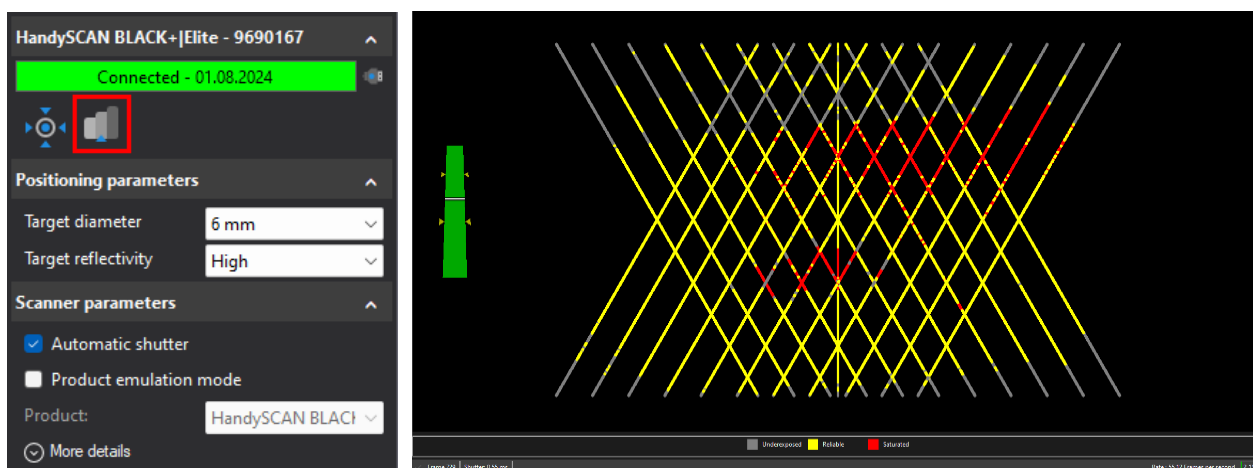 HandySCAN BLACK+|Elite - 9690167
Connected - 01.08.2024
Positioning parameters
Target diameter 6 mm
Target reflectivity High
Scanner parameters
Automatic shutter
Product emulation mode
Product: HandySCAN BLACK
More details
Underexposed Reliable Saturated